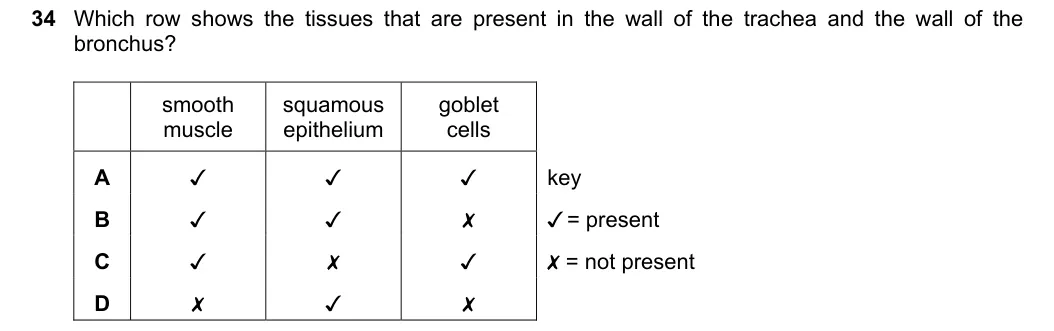 34 Which row shows the tissues that are present in the wall of the trachea and the wall of the
bronchus?
smooth muscle squamous epithelium goblet cells
A ✓ ✓ ✓ key
B ✓ ✓ ✗ ✓ = present
C ✓ ✗ ✓ ✗ = not present
D ✗ ✓ ✗